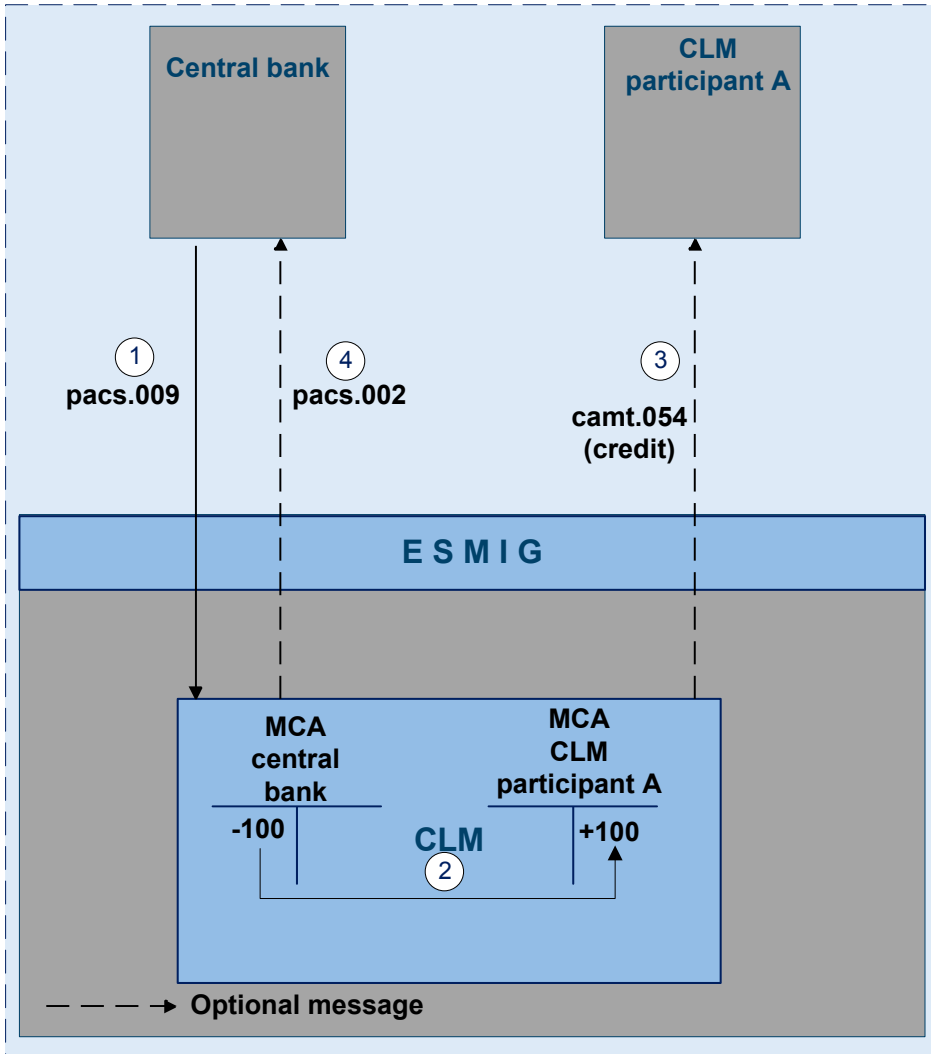 Central bank
CLM
participant A
1
pacs.009
4
pacs.002
3
camt.054
(credit)
E S M I G
MCA
central
bank
MCA
CLM
participant A
-100
+100
CLM
2
Optional message